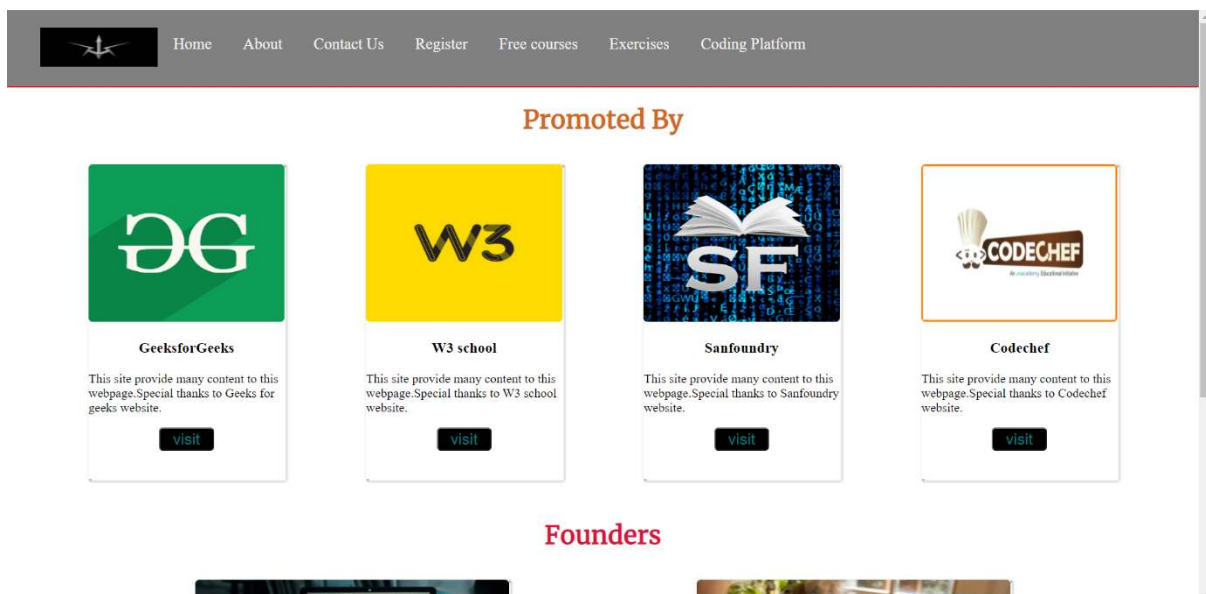 Home About Contact Us Register Free courses Exercises Coding Platform
Promoted By
GG
W3
SF
CODECHEF
GeeksforGeeks
This site provide many content to this
webpage.Special thanks to Geeks for
geeks website.
visit
W3 school
This site provide many content to this
webpage.Special thanks to W3 school
website.
visit
Sanfoundry
This site provide many content to this
webpage.Special thanks to Sanfoundry
website.
visit
Codechef
This site provide many content to this
webpage.Special thanks to Codechef
website.
visit
Founders